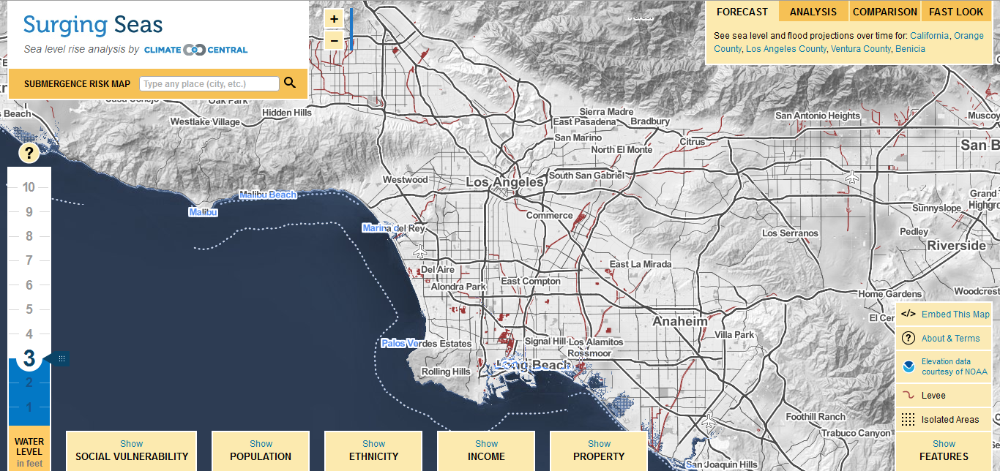 Surging Seas
Sea level rise analysis by CLIMATE CENTRAL
SUBMERGENCE RISK MAP
Type any place (city, etc.)
+
−
FORECAST
ANALYSIS
COMPARISON
FAST LOOK
See sea level and flood projections over time for: California, Orange
County, Los Angeles County, Ventura County, Benicia
Oak Park
Beach
Westlake Village
Hidden Hills
Sierra Madre
East Pasadena
Bradbury
San Antonio Heights
Muscoy
San Marino
Citrus
North El Monte
San B
?
Westwood
Los Angeles
South San Gabriel
Malibu Beach
Malibu
Grand
Highgro
Sunnyslope
Commerce
Marina del Rey
Los Serranos
Pedley
Riverside
Del Aire
East La Mirada
Alondra Park
East Compton
Home Gardens
Woodcrest
Anaheim
El Cer
Villa Park
Palos Verdes Estates
Signal Hill
Los Alamitos
Rossmoor
Long Beach
Rolling Hills
Foothill Ranch
Trabuco Canyon
San Joaquin Hills
10
9
8
7
6
5
4
3
2
1
WATER
LEVEL
in feet
Show
SOCIAL VULNERABILITY
Show
POPULATION
Show
ETHNICITY
Show
INCOME
Show
PROPERTY
</> Embed This Map
? About & Terms
Elevation data
courtesy of NOAA
Levee
Isolated Areas
Show
FEATURES